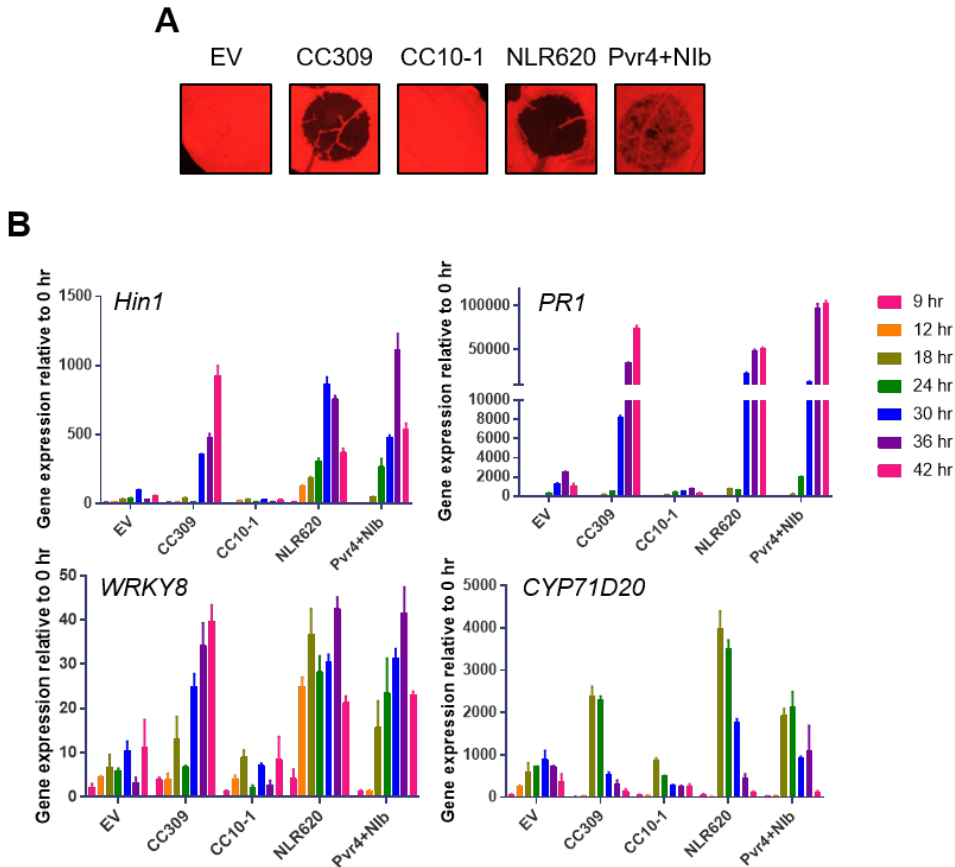 A
EV CC309 CC10-1 NLR620 Pvr4+NIb
B
Hin1
Gene expression relative to 0 hr
1500
1000
500
0
EV CC309 CC10-1 NLR620 Pvr4+NIb
PR1
Gene expression relative to 0 hr
100000
50000
10000
8000
6000
4000
2000
0
EV CC309 CC10-1 NLR620 Pvr4+NIb
9 hr
12 hr
18 hr
24 hr
30 hr
36 hr
42 hr
WRKY8
Gene expression relative to 0 hr
50
40
30
20
10
0
EV CC309 CC10-1 NLR620 Pvr4+NIb
CYP71D20
Gene expression relative to 0 hr
5000
4000
3000
2000
1000
0
EV CC309 CC10-1 NLR620 Pvr4+NIb